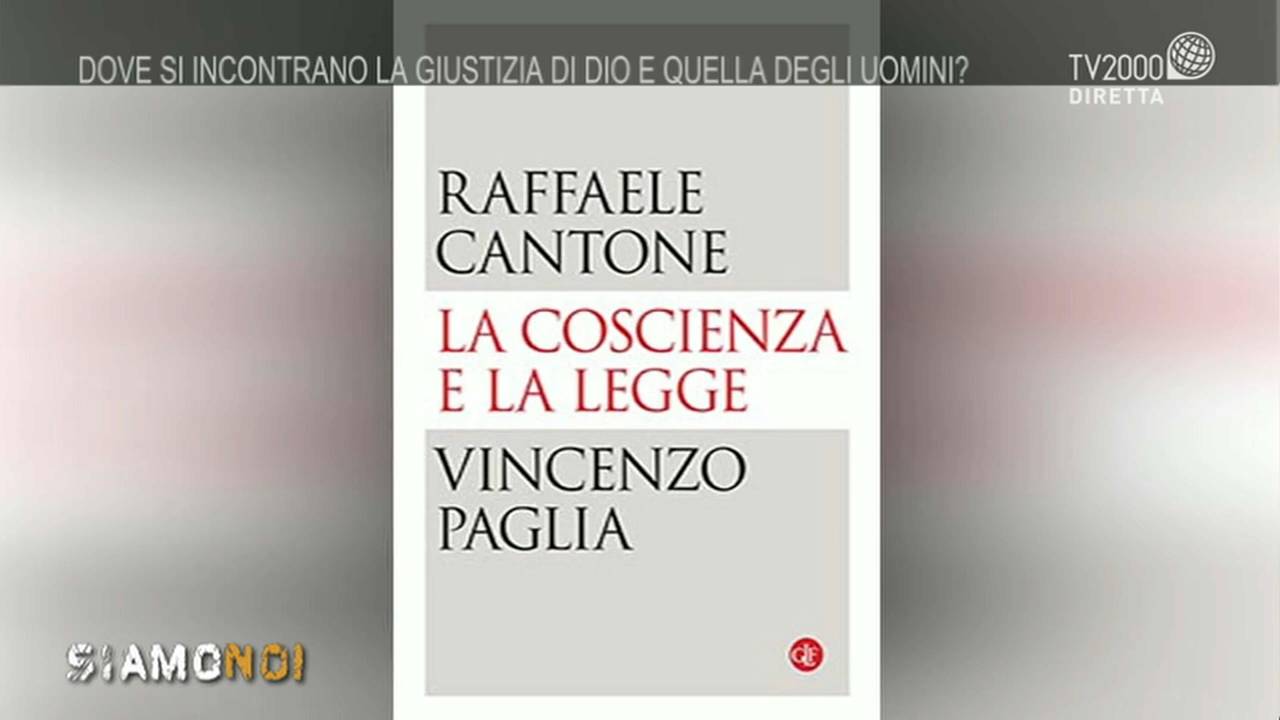 DOVE SI INCONTRANO LA GIUSTIZIA DI DIO E QUELLA DEGLI UOMINI?
TV2000
DIRETTA
RAFFAELE
CANTONE
LA COSCIENZA
E LA LEGGE
VINCENZO
PAGLIA
SIAMONOI
GLF